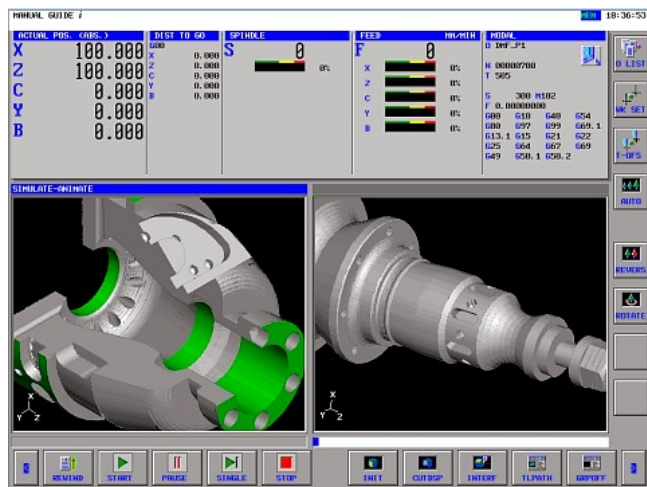 MANUAL GUIDE i
MEM 18:36:53
ACTUAL POS. (ABS.)
X 100.000
Z 100.000
C 0.000
Y 0.000
B 0.000
DIST TO GO
G00
X 0.000
Z 0.000
C 0.000
Y 0.000
B 0.000
SPINDLE
S 0
0%
FEED MM/MIN
F 0
X 0%
Z 0%
C 0%
Y 0%
B 0%
MODAL
O DMF_P1
N 00000700
T 505
S 300 M102
F 0.00000000
G00 G18 G40 G54
G80 G97 G99 G69.1
G13.1 G15 G21 G22
G25 G64 G67 G69
G49 G50.1 G50.2
O LIST
WK SET
T-OFS
AUTO
REVERS
ROTATE
SIMULATE-ANIMATE
X
Y Z
X
Y Z
REWIND
START
PAUSE
SINGLE
STOP
INIT
CUTDSP
INTERF
TLPATH
GRPOFF